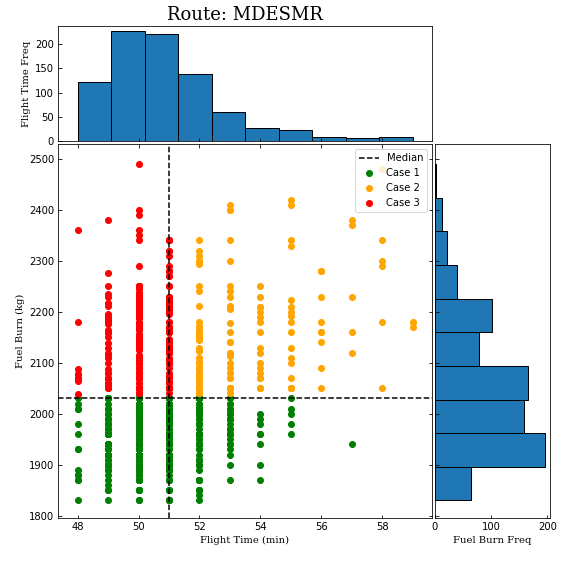 Route: MDESMR
Flight Time Freq
200
150
100
50
0
Median
Case 1
Case 2
Case 3
Fuel Burn (kg)
2500
2400
2300
2200
2100
2000
1900
1800
48 50 52 54 56 58
Flight Time (min)
0 100 200
Fuel Burn Freq